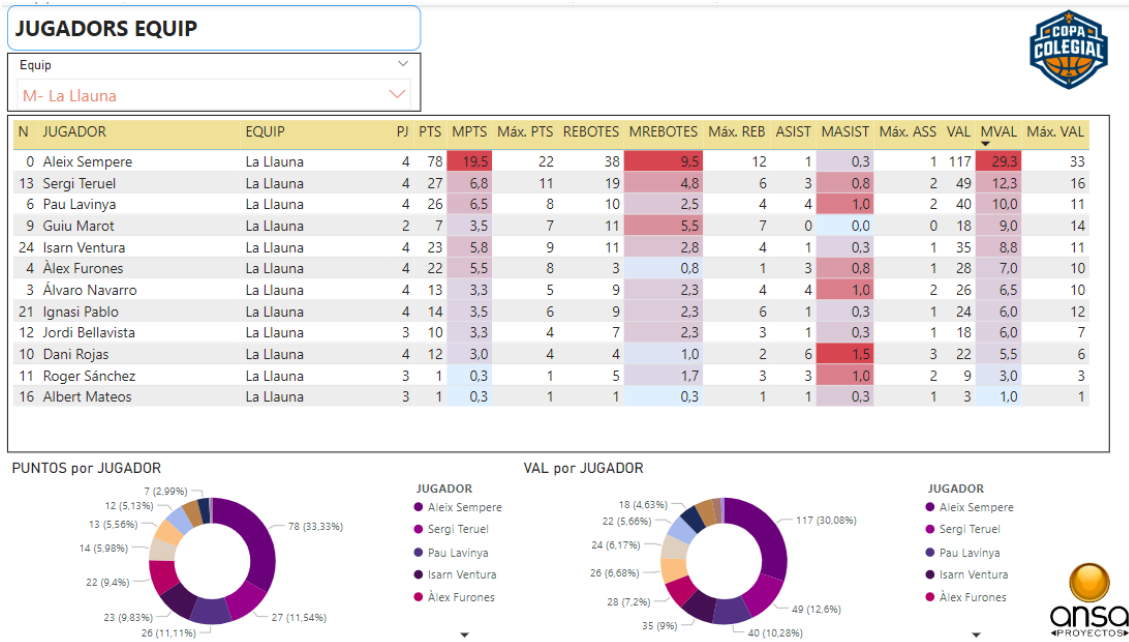 JUGADORS EQUIP
COPA
COLEGIAL
Equip
M- La Llauna
N JUGADOR EQUIP PJ PTS MPTS Máx. PTS REBOTES MREBOTES Máx. REB ASIST MASIST Máx. ASS VAL MVAL Máx. VAL
0 Aleix Sempere La Llauna 4 78 19,5 22 38 9,5 12 1 0,3 1 117 29,3 33
13 Sergi Teruel La Llauna 4 27 6,8 11 19 4,8 6 3 0,8 2 49 12,3 16
6 Pau Lavinya La Llauna 4 26 6,5 8 10 2,5 4 4 1,0 2 40 10,0 11
9 Guiu Marot La Llauna 2 7 3,5 7 11 5,5 7 0 0,0 0 18 9,0 14
24 Isarn Ventura La Llauna 4 23 5,8 9 11 2,8 4 1 0,3 1 35 8,8 11
4 Àlex Furones La Llauna 4 22 5,5 8 3 0,8 1 3 0,8 1 28 7,0 10
3 Álvaro Navarro La Llauna 4 13 3,3 5 9 2,3 4 4 1,0 2 26 6,5 10
21 Ignasi Pablo La Llauna 4 14 3,5 6 9 2,3 6 1 0,3 1 24 6,0 12
12 Jordi Bellavista La Llauna 3 10 3,3 4 7 2,3 3 1 0,3 1 18 6,0 7
10 Dani Rojas La Llauna 4 12 3,0 4 4 1,0 2 6 1,5 3 22 5,5 6
11 Roger Sánchez La Llauna 3 1 0,3 1 5 1,7 3 3 1,0 2 9 3,0 3
16 Albert Mateos La Llauna 3 1 0,3 1 1 0,3 1 1 0,3 1 3 1,0 1
PUNTOS por JUGADOR
7 (2,99%)
12 (5,13%)
13 (5,56%)
14 (5,98%)
22 (9,4%)
23 (9,83%)
26 (11,11%)
27 (11,54%)
78 (33,33%)
JUGADOR
Aleix Sempere
Sergi Teruel
Pau Lavinya
Isarn Ventura
Àlex Furones
VAL por JUGADOR
18 (4,63%)
22 (5,66%)
24 (6,17%)
26 (6,68%)
28 (7,2%)
35 (9%)
40 (10,28%)
49 (12,6%)
117 (30,08%)
JUGADOR
Aleix Sempere
Sergi Teruel
Pau Lavinya
Isarn Ventura
Àlex Furones
ansa
PROYECTOS